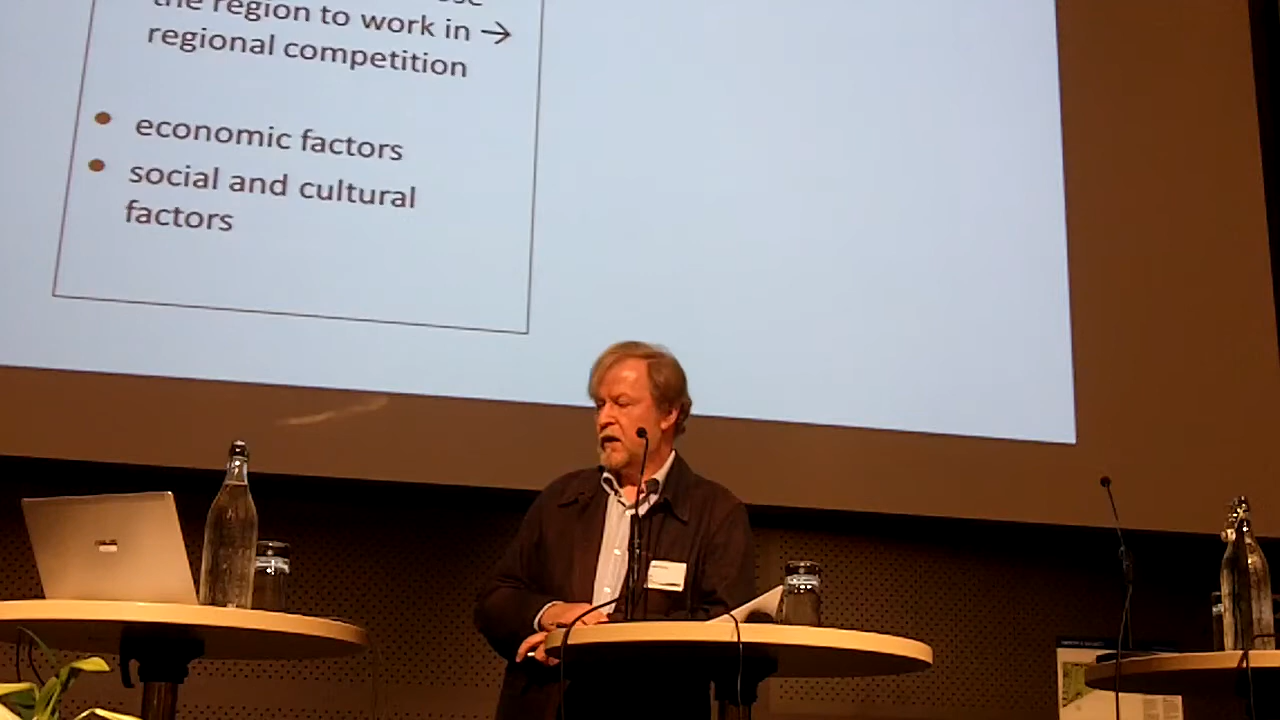 the region to work in →
regional competition
• economic factors
• social and cultural
factors